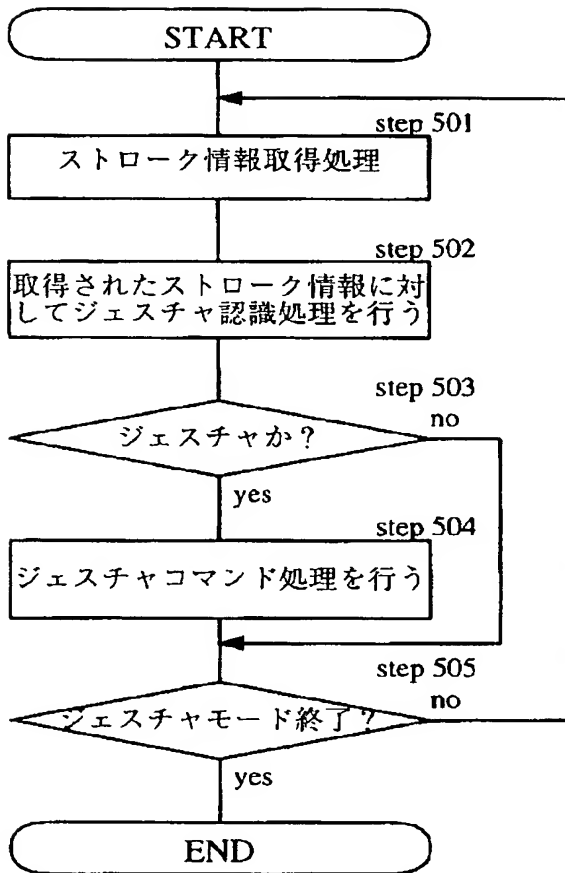 START
step 501
ストローク情報取得処理
step 502
取得されたストローク情報に対
してジェスチャ認識処理を行う
step 503
ジェスチャか？
no
yes
step 504
ジェスチャコマンド処理を行う
step 505
ジェスチャモード終了？
no
yes
END